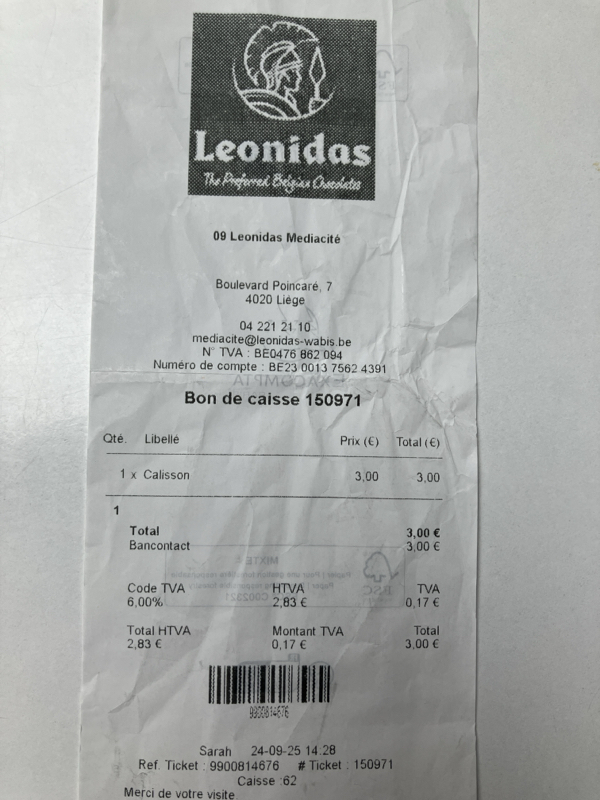 Leonidas
The Preferred Belgian Chocolates
09 Leonidas Mediacité
Boulevard Poincaré, 7
4020 Liège
04 221 21 10
mediacite@leonidas-wabis.be
N° TVA : BE0476 862 094
Numéro de compte : BE23 0013 7562 4391
EXACOMPTA
Bon de caisse 150971
Qté. Libellé Prix (€) Total (€)
1 x Calisson 3,00 3,00
1
Total 3,00 €
Bancontact 3,00 €
MIXTE
FSC
Code TVA HTVA TVA
6,00% 2,83 € 0,17 €
Total HTVA Montant TVA Total
2,83 € 0,17 € 3,00 €
9900814676
Sarah 24-09-25 14.28
Ref. Ticket : 9900814676 # Ticket : 150971
Caisse :62
Merci de votre visite